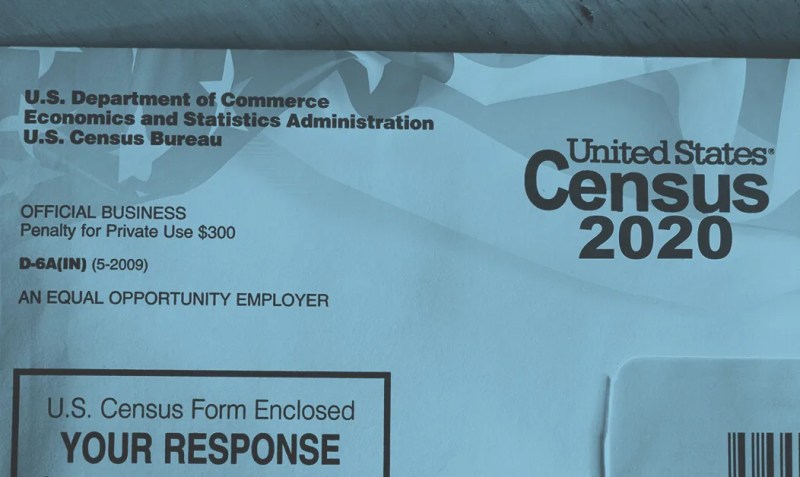 U.S. Department of Commerce
Economics and Statistics Administration
U.S. Census Bureau
United States®
Census
2020
OFFICIAL BUSINESS
Penalty for Private Use $300
D-6A(IN) (5-2009)
AN EQUAL OPPORTUNITY EMPLOYER
U.S. Census Form Enclosed
YOUR RESPONSE